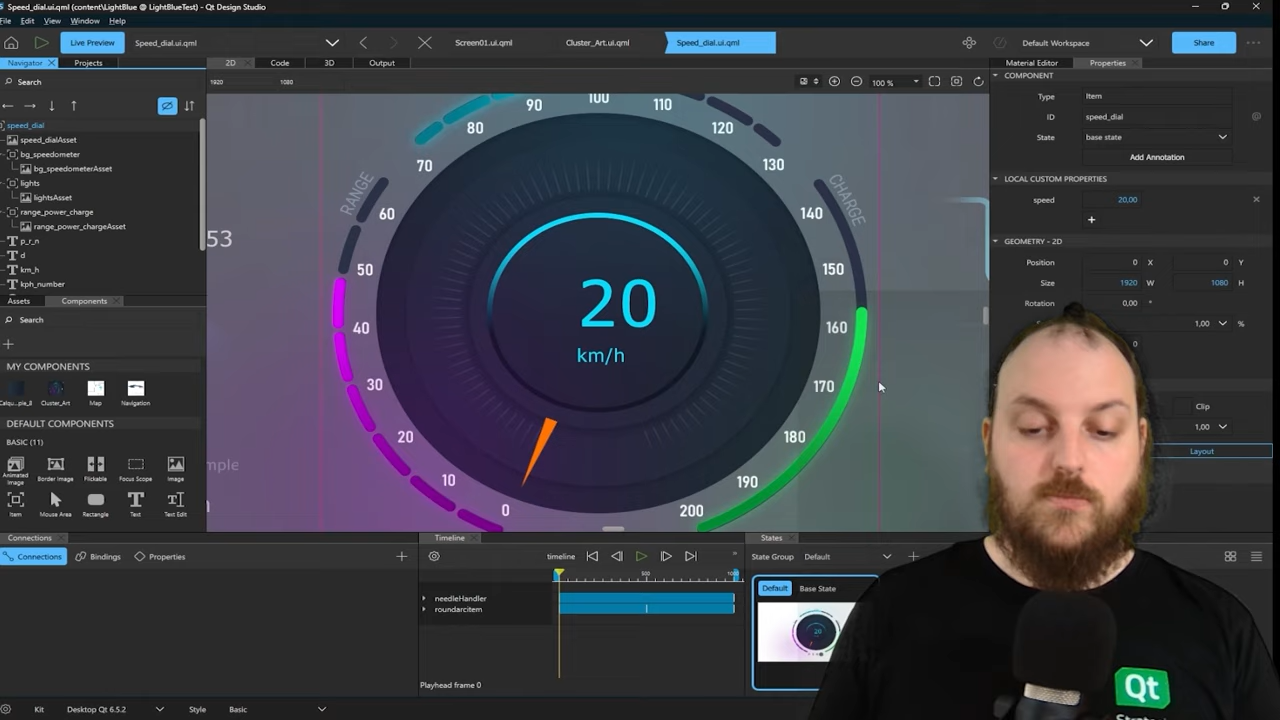 Speed_dial.ui.qml (content\LightBlue @ LightBlueTest) - Qt Design Studio
File Edit View Window Help
Live Preview Speed_dial.ui.qml Screen01.ui.qml Cluster_Art.ui.qml Speed_dial.ui.qml Default Workspace Share
Navigator Projects 2D Code 3D Output Material Editor Properties
Search 1920 1080 100 % COMPONENT
Type Item
ID speed_dial
State base state
Add Annotation
LOCAL CUSTOM PROPERTIES
speed 20,00
GEOMETRY - 2D
Position 0 X 0 Y
Size 1920 W 1080 H
Rotation 0,00 °
1,00 %
0
Clip
1,00
Layout
speed_dial
speed_dialAsset
bg_speedometer
bg_speedometerAsset
lights
lightsAsset
range_power_charge
range_power_chargeAsset
p_r_n
d
km_h
kph_number
Assets Components
Search
MY COMPONENTS
Cluster_Art Map Navigation
DEFAULT COMPONENTS
BASIC (11)
Animated Image Border Image Flickable Focus Scope Image
Item Mouse Area Rectangle Text Text Edit
90 100 110
80 120
70 130
RANGE CHARGE
60 140
53
50 150
40 160
30 170
20 180
10 190
0 200
20
km/h
mple
Connections Timeline States
Connections Bindings Properties timeline State Group Default
500
Default Base State
needleHandler
roundarcitem
20
Playhead frame 0
Kit Desktop Qt 6.5.2 Style Basic
Qt